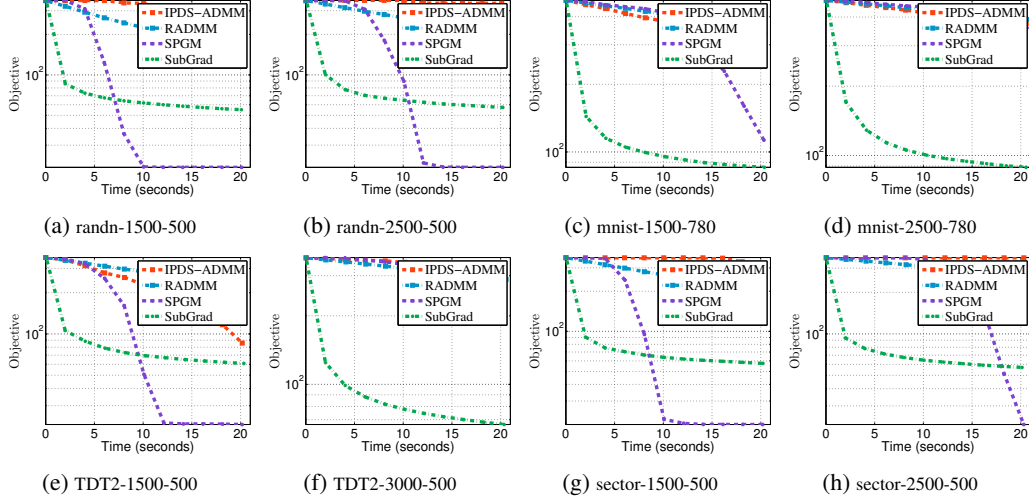 Objective
10²
IPDS-ADMM
RADMM
SPGM
SubGrad
0 5 10 15 20
Time (seconds)
(a) randn-1500-500
Objective
10²
IPDS-ADMM
RADMM
SPGM
SubGrad
0 5 10 15 20
Time (seconds)
(b) randn-2500-500
Objective
10²
IPDS-ADMM
RADMM
SPGM
SubGrad
0 5 10 15 20
Time (seconds)
(c) mnist-1500-780
Objective
10²
IPDS-ADMM
RADMM
SPGM
SubGrad
0 5 10 15 20
Time (seconds)
(d) mnist-2500-780
Objective
10²
IPDS-ADMM
RADMM
SPGM
SubGrad
0 5 10 15 20
Time (seconds)
(e) TDT2-1500-500
Objective
10²
IPDS-ADMM
RADMM
SPGM
SubGrad
0 5 10 15 20
Time (seconds)
(f) TDT2-3000-500
Objective
10²
IPDS-ADMM
RADMM
SPGM
SubGrad
0 5 10 15 20
Time (seconds)
(g) sector-1500-500
Objective
10²
IPDS-ADMM
RADMM
SPGM
SubGrad
0 5 10 15 20
Time (seconds)
(h) sector-2500-500